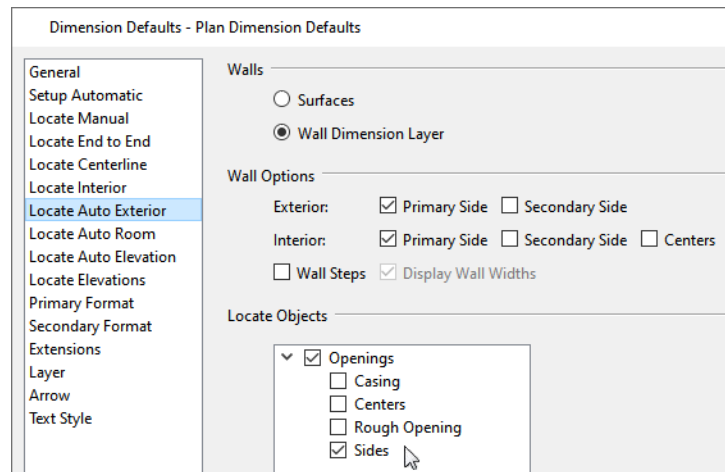 Dimension Defaults - Plan Dimension Defaults
General
Setup Automatic
Locate Manual
Locate End to End
Locate Centerline
Locate Interior
Locate Auto Exterior
Locate Auto Room
Locate Auto Elevation
Locate Elevations
Primary Format
Secondary Format
Extensions
Layer
Arrow
Text Style
Walls
Surfaces
Wall Dimension Layer
Wall Options
Exterior: Primary Side Secondary Side
Interior: Primary Side Secondary Side Centers
Wall Steps Display Wall Widths
Locate Objects
Openings
Casing
Centers
Rough Opening
Sides